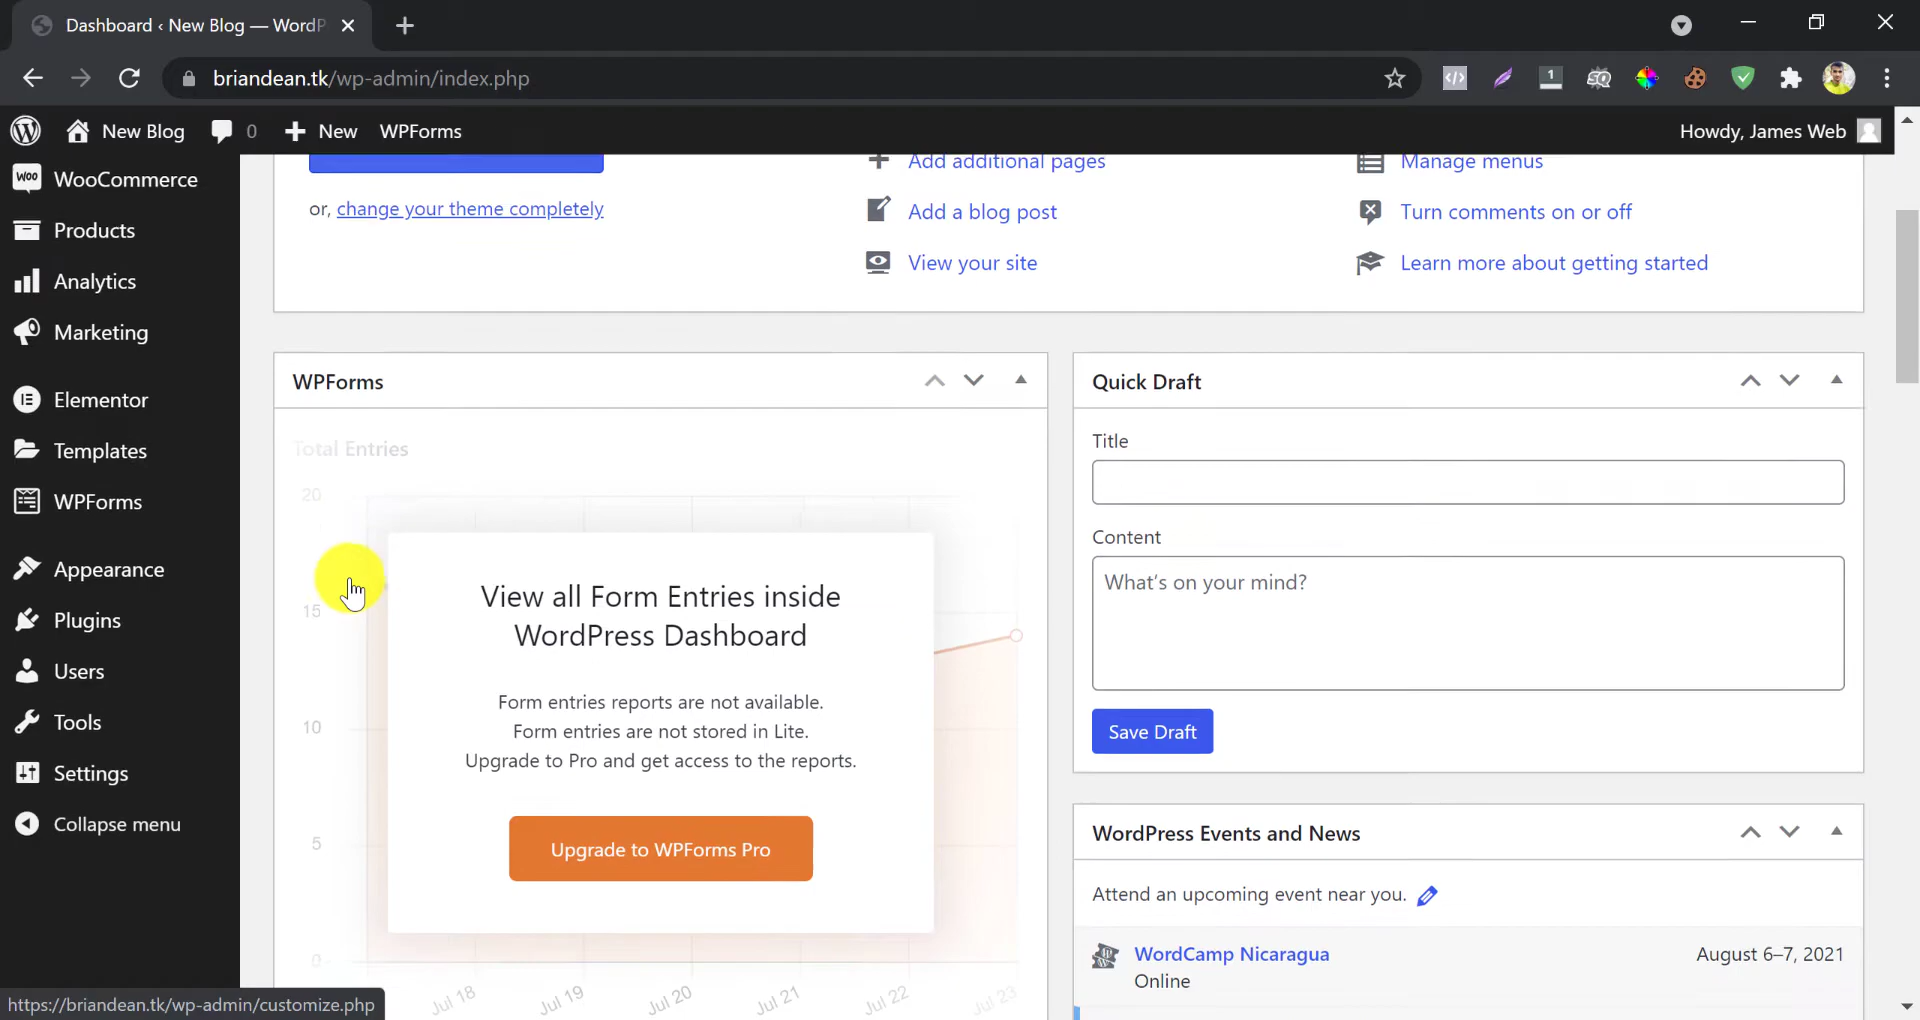 Dashboard ‹ New Blog — WordP
briandean.tk/wp-admin/index.php
1
New Blog
0
New
WPForms
Howdy, James Web
WOO
WooCommerce
Products
Analytics
Marketing
Elementor
Templates
WPForms
Appearance
Plugins
Users
Tools
Settings
Collapse menu
or, change your theme completely
Add additional pages
Add a blog post
View your site
Manage menus
Turn comments on or off
Learn more about getting started
WPForms
Total Entries
20
15
10
5
0
Jul 18
Jul 19
Jul 20
Jul 21
Jul 22
Jul 23
View all Form Entries inside
WordPress Dashboard
Form entries reports are not available.
Form entries are not stored in Lite.
Upgrade to Pro and get access to the reports.
Upgrade to WPForms Pro
Quick Draft
Title
Content
What's on your mind?
Save Draft
WordPress Events and News
Attend an upcoming event near you.
WordCamp Nicaragua
August 6–7, 2021
Online
https://briandean.tk/wp-admin/customize.php